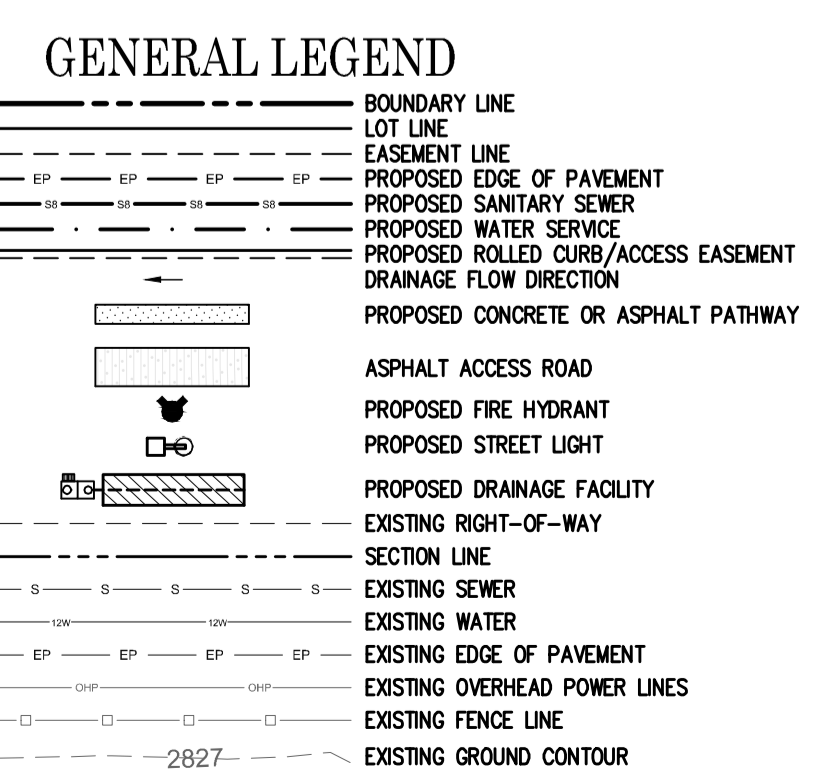 GENERAL LEGEND
BOUNDARY LINE
LOT LINE
EASEMENT LINE
EP EP EP EP PROPOSED EDGE OF PAVEMENT
S8 S8 S8 S8 PROPOSED SANITARY SEWER
PROPOSED WATER SERVICE
PROPOSED ROLLED CURB/ACCESS EASEMENT
DRAINAGE FLOW DIRECTION
PROPOSED CONCRETE OR ASPHALT PATHWAY
ASPHALT ACCESS ROAD
PROPOSED FIRE HYDRANT
PROPOSED STREET LIGHT
PROPOSED DRAINAGE FACILITY
EXISTING RIGHT-OF-WAY
SECTION LINE
S S S S S EXISTING SEWER
12W 12W EXISTING WATER
EP EP EP EP EXISTING EDGE OF PAVEMENT
OHP OHP EXISTING OVERHEAD POWER LINES
EXISTING FENCE LINE
2827 EXISTING GROUND CONTOUR